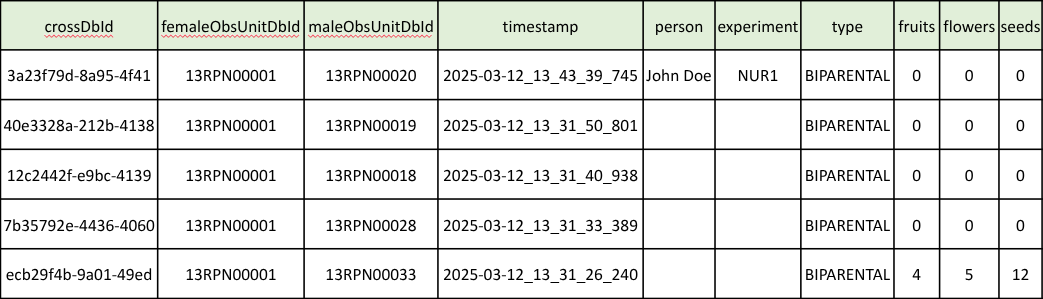 crossDbId femaleObsUnitDbId maleObsUnitDbId timestamp person experiment type fruits flowers seeds
3a23f79d-8a95-4f41 13RPN00001 13RPN00020 2025-03-12_13_43_39_745 John Doe NUR1 BIPARENTAL 0 0 0
40e3328a-212b-4138 13RPN00001 13RPN00019 2025-03-12_13_31_50_801 BIPARENTAL 0 0 0
12c2442f-e9bc-4139 13RPN00001 13RPN00018 2025-03-12_13_31_40_938 BIPARENTAL 0 0 0
7b35792e-4436-4060 13RPN00001 13RPN00028 2025-03-12_13_31_33_389 BIPARENTAL 0 0 0
ecb29f4b-9a01-49ed 13RPN00001 13RPN00033 2025-03-12_13_31_26_240 BIPARENTAL 4 5 12